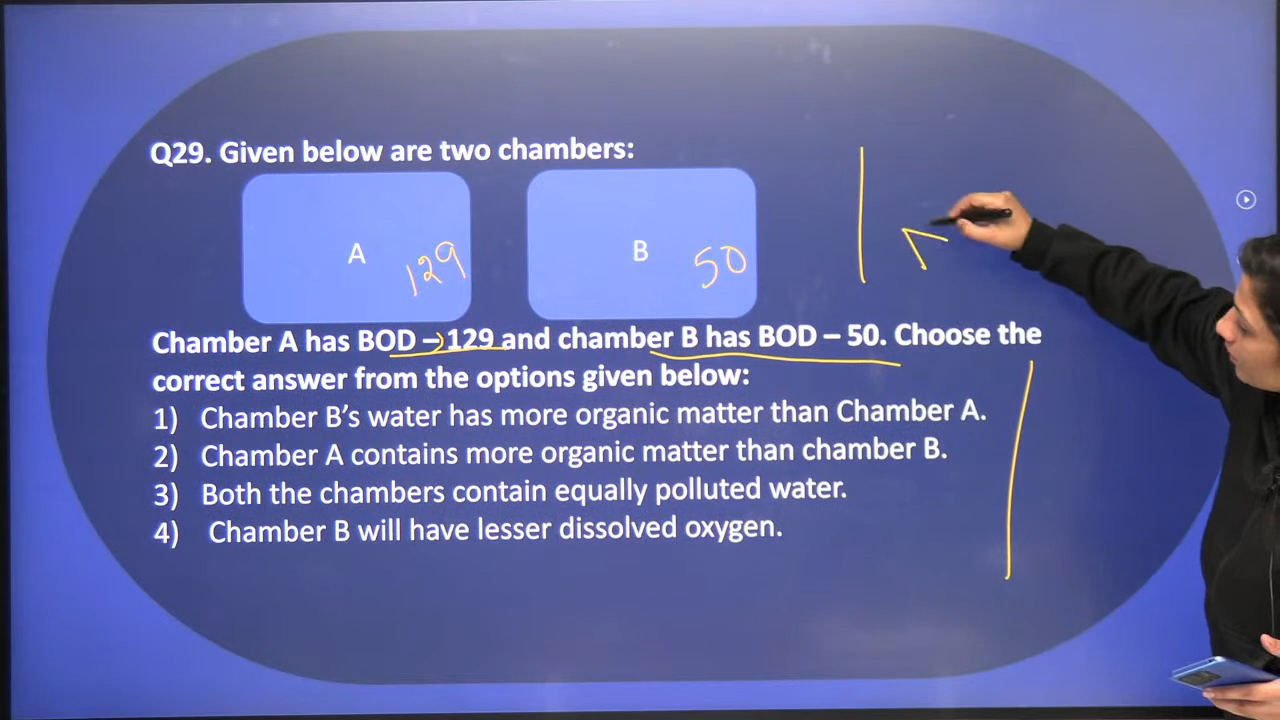 Q29. Given below are two chambers:
A
129
B
50
Chamber A has BOD – 129 and chamber B has BOD – 50. Choose the
correct answer from the options given below:
1) Chamber B’s water has more organic matter than Chamber A.
2) Chamber A contains more organic matter than chamber B.
3) Both the chambers contain equally polluted water.
4) Chamber B will have lesser dissolved oxygen.